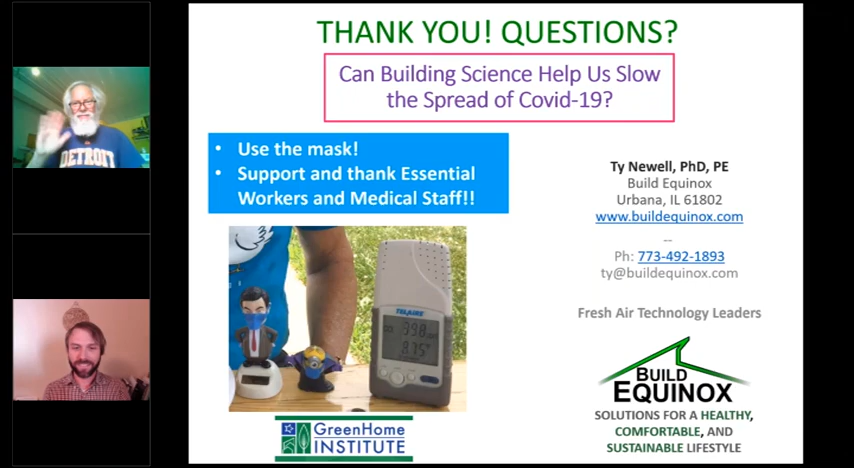 THANK YOU! QUESTIONS?
Can Building Science Help Us Slow
the Spread of Covid-19?
• Use the mask!
• Support and thank Essential
Workers and Medical Staff!!
Ty Newell, PhD, PE
Build Equinox
Urbana, IL 61802
www.buildequinox.com
--
Ph: 773-492-1893
ty@buildequinox.com
Fresh Air Technology Leaders
BUILD
EQUINOX
SOLUTIONS FOR A HEALTHY,
COMFORTABLE, AND
SUSTAINABLE LIFESTYLE
DETROIT
TELAIRE
398
GreenHome
INSTITUTE